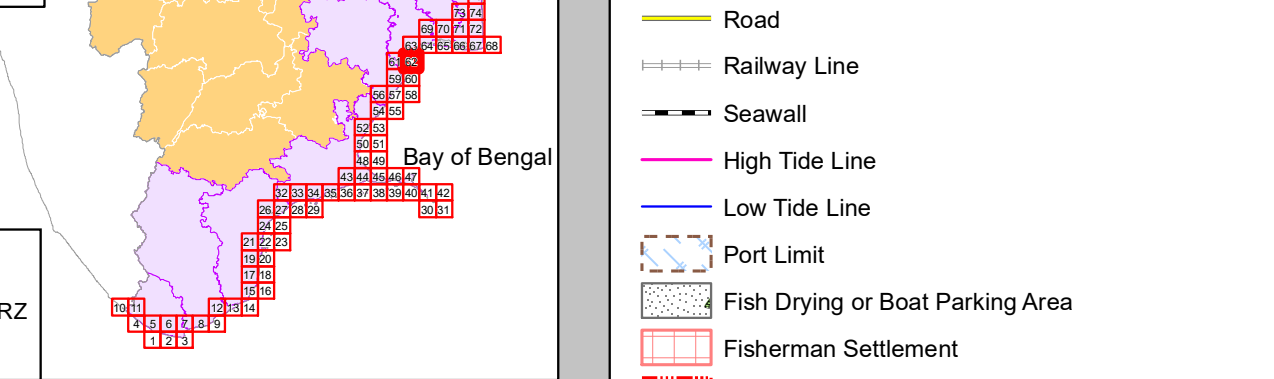 73 74
69 70 71 72
63 64 65 66 67 68
61 62
59 60
56 57 58
54 55
52 53
50 51
48 49
Bay of Bengal
43 44 45 46 47
32 33 34 35 36 37 38 39 40 41 42
26 27 28 29 30 31
24 25
21 22 23
19 20
17 18
15 16
10 11 12 13 14
4 5 6 7 8 9
1 2 3
RZ
Road
Railway Line
Seawall
High Tide Line
Low Tide Line
Port Limit
Fish Drying or Boat Parking Area
Fisherman Settlement